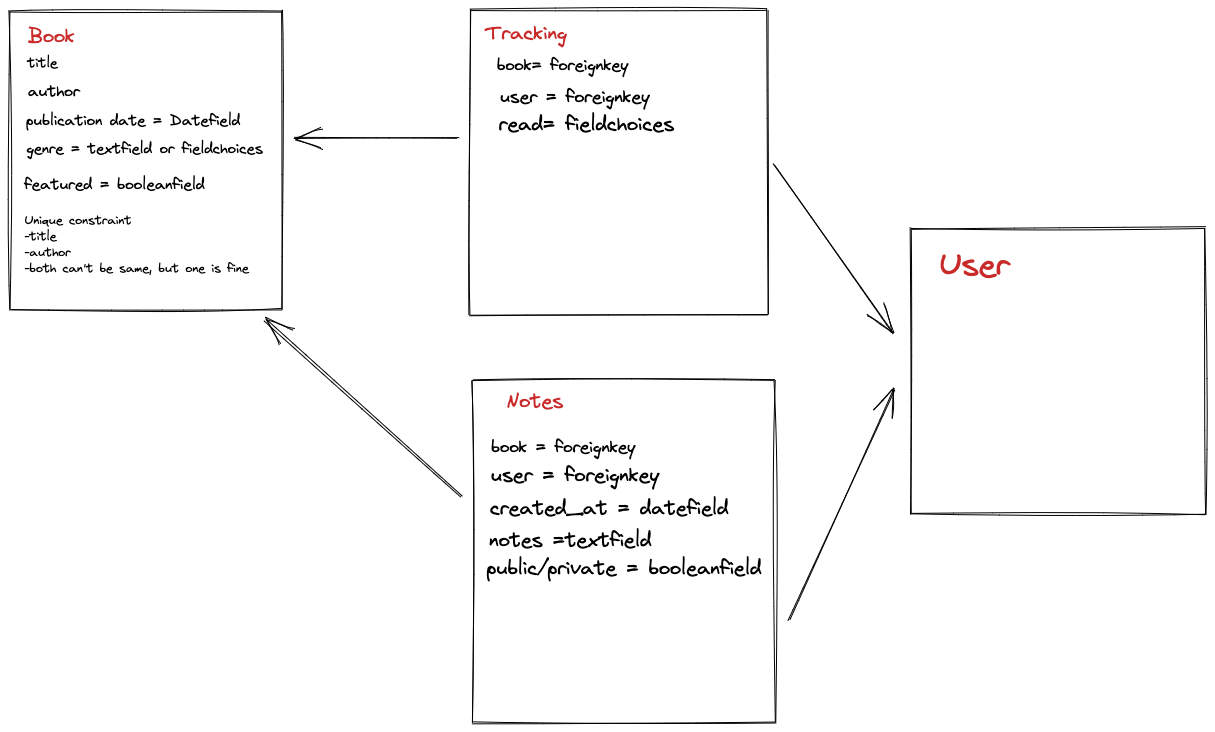 Book
title
author
publication date = Datefield
genre = textfield or fieldchoices
featured = booleanfield
Unique constraint
-title
-author
-both can't be same, but one is fine
Tracking
book= foreignkey
user = foreignkey
read= fieldchoices
Notes
book = foreignkey
user = foreignkey
created_at = datefield
notes =textfield
public/private = booleanfield
User